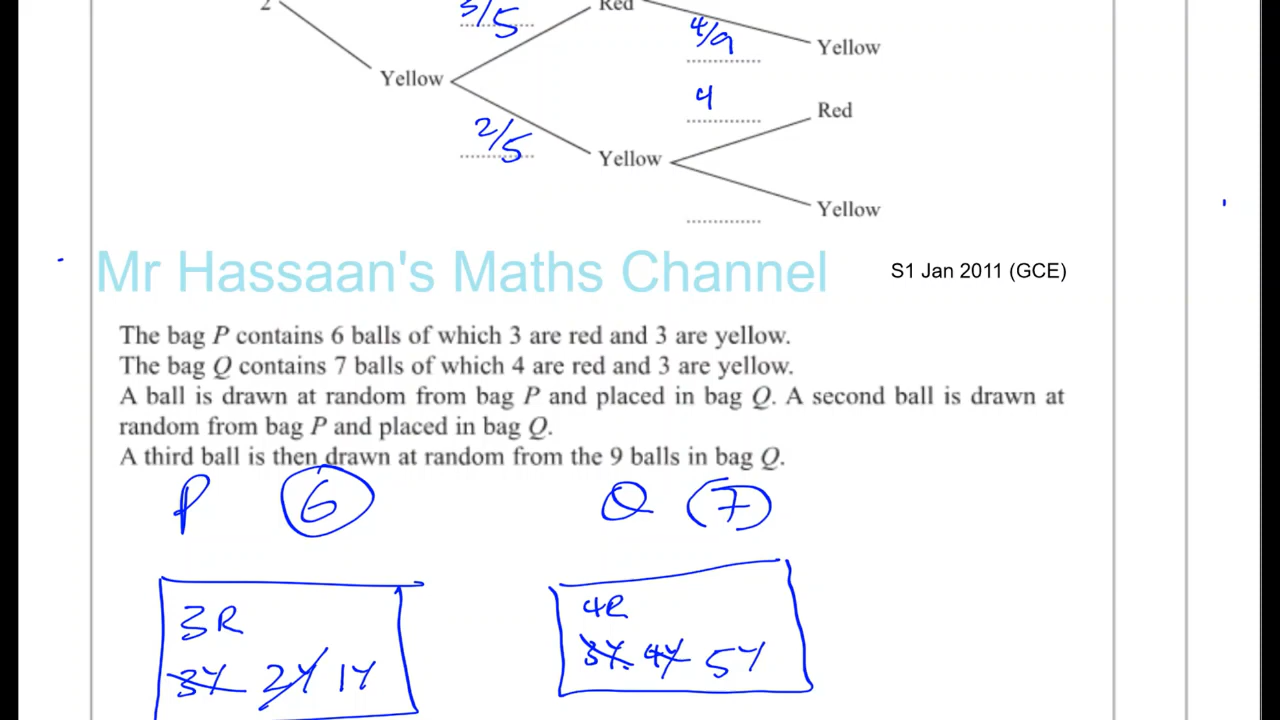 2
3/5
Red
4/9
Yellow
Yellow
4
Red
2/5
Yellow
Yellow
Mr Hassaan's Maths Channel
S1 Jan 2011 (GCE)
The bag P contains 6 balls of which 3 are red and 3 are yellow.
The bag Q contains 7 balls of which 4 are red and 3 are yellow.
A ball is drawn at random from bag P and placed in bag Q. A second ball is drawn at
random from bag P and placed in bag Q.
A third ball is then drawn at random from the 9 balls in bag Q.
P 6 Q (7)
3R 4R
3Y 2Y 1Y 3Y 4Y 5Y